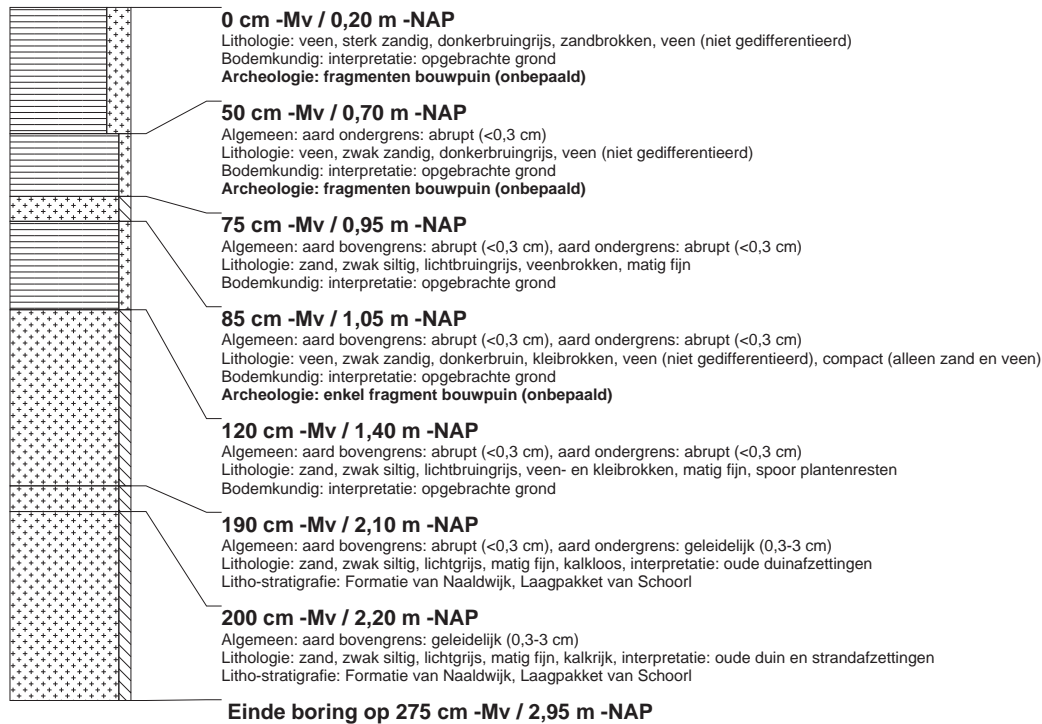 0 cm -Mv / 0,20 m -NAP
Lithologie: veen, sterk zandig, donkerbruingrijs, zandbrokken, veen (niet gedifferentieerd)
Bodemkundig: interpretatie: opgebrachte grond
Archeologie: fragmenten bouwpuin (onbepaald)
50 cm -Mv / 0,70 m -NAP
Algemeen: aard ondergrens: abrupt (<0,3 cm)
Lithologie: veen, zwak zandig, donkerbruingrijs, veen (niet gedifferentieerd)
Bodemkundig: interpretatie: opgebrachte grond
Archeologie: fragmenten bouwpuin (onbepaald)
75 cm -Mv / 0,95 m -NAP
Algemeen: aard bovengrens: abrupt (<0,3 cm), aard ondergrens: abrupt (<0,3 cm)
Lithologie: zand, zwak siltig, lichtbruingrijs, veenbrokken, matig fijn
Bodemkundig: interpretatie: opgebrachte grond
85 cm -Mv / 1,05 m -NAP
Algemeen: aard bovengrens: abrupt (<0,3 cm), aard ondergrens: abrupt (<0,3 cm)
Lithologie: veen, zwak zandig, donkerbruin, kleibrokken, veen (niet gedifferentieerd), compact (alleen zand en veen)
Bodemkundig: interpretatie: opgebrachte grond
Archeologie: enkel fragment bouwpuin (onbepaald)
120 cm -Mv / 1,40 m -NAP
Algemeen: aard bovengrens: abrupt (<0,3 cm), aard ondergrens: abrupt (<0,3 cm)
Lithologie: zand, zwak siltig, lichtbruingrijs, veen- en kleibrokken, matig fijn, spoor plantenresten
Bodemkundig: interpretatie: opgebrachte grond
190 cm -Mv / 2,10 m -NAP
Algemeen: aard bovengrens: abrupt (<0,3 cm), aard ondergrens: geleidelijk (0,3-3 cm)
Lithologie: zand, zwak siltig, lichtgrijs, matig fijn, kalkloos, interpretatie: oude duinafzettingen
Litho-stratigrafie: Formatie van Naaldwijk, Laagpakket van Schoorl
200 cm -Mv / 2,20 m -NAP
Algemeen: aard bovengrens: geleidelijk (0,3-3 cm)
Lithologie: zand, zwak siltig, lichtgrijs, matig fijn, kalkrijk, interpretatie: oude duin en strandafzettingen
Litho-stratigrafie: Formatie van Naaldwijk, Laagpakket van Schoorl
Einde boring op 275 cm -Mv / 2,95 m -NAP